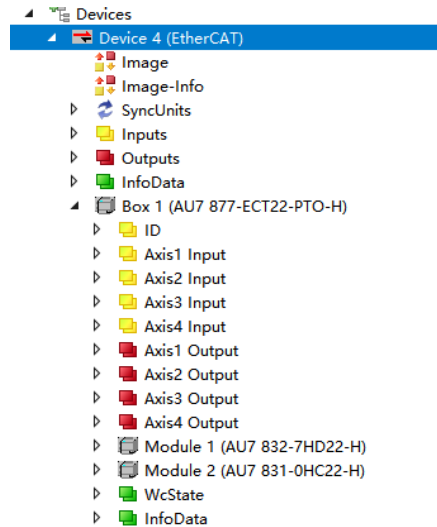 Devices
Device 4 (EtherCAT)
Image
Image-Info
SyncUnits
Inputs
Outputs
InfoData
Box 1 (AU7 877-ECT22-PTO-H)
ID
Axis1 Input
Axis2 Input
Axis3 Input
Axis4 Input
Axis1 Output
Axis2 Output
Axis3 Output
Axis4 Output
Module 1 (AU7 832-7HD22-H)
Module 2 (AU7 831-0HC22-H)
WcState
InfoData